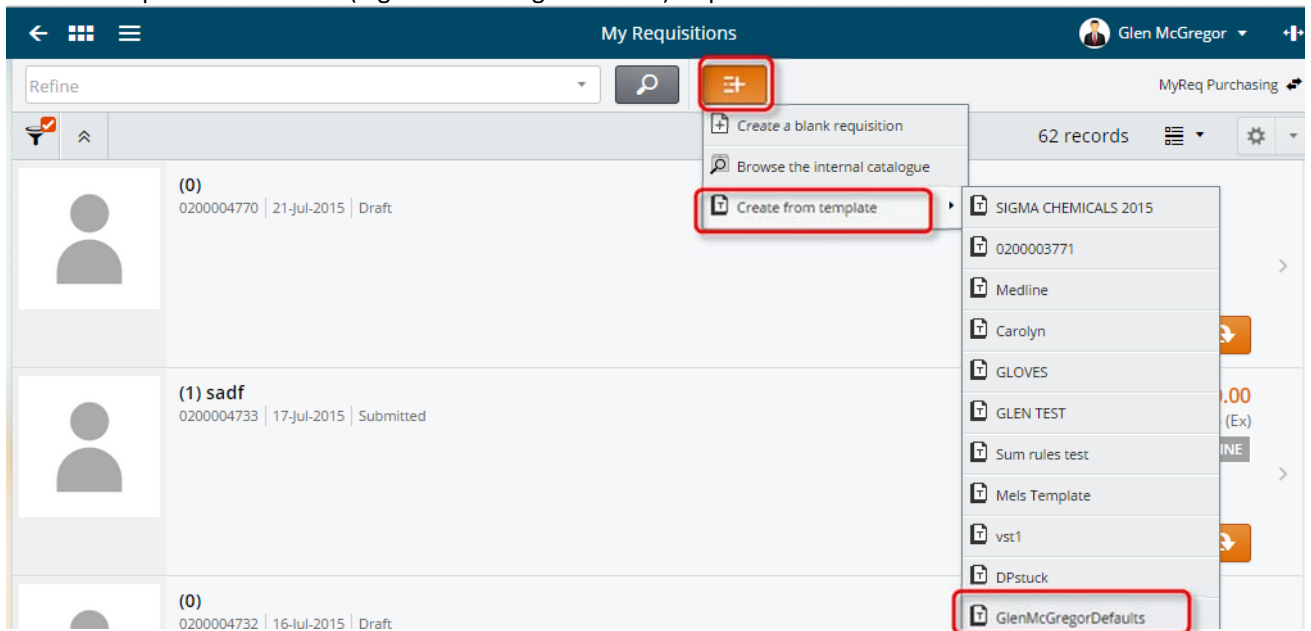 My Requisitions
Glen McGregor
Refine
MyReq Purchasing
Create a blank requisition
62 records
Browse the internal catalogue
Create from template
SIGMA CHEMICALS 2015
0200003771
Medline
Carolyn
GLOVES
GLEN TEST
Sum rules test
Mels Template
vst1
DPstuck
GlenMcGregorDefaults
(0)
0200004770 | 21-Jul-2015 | Draft
(1) sadf
0200004733 | 17-Jul-2015 | Submitted
.00
(Ex)
INE
(0)
0200004732 | 16-Jul-2015 | Draft